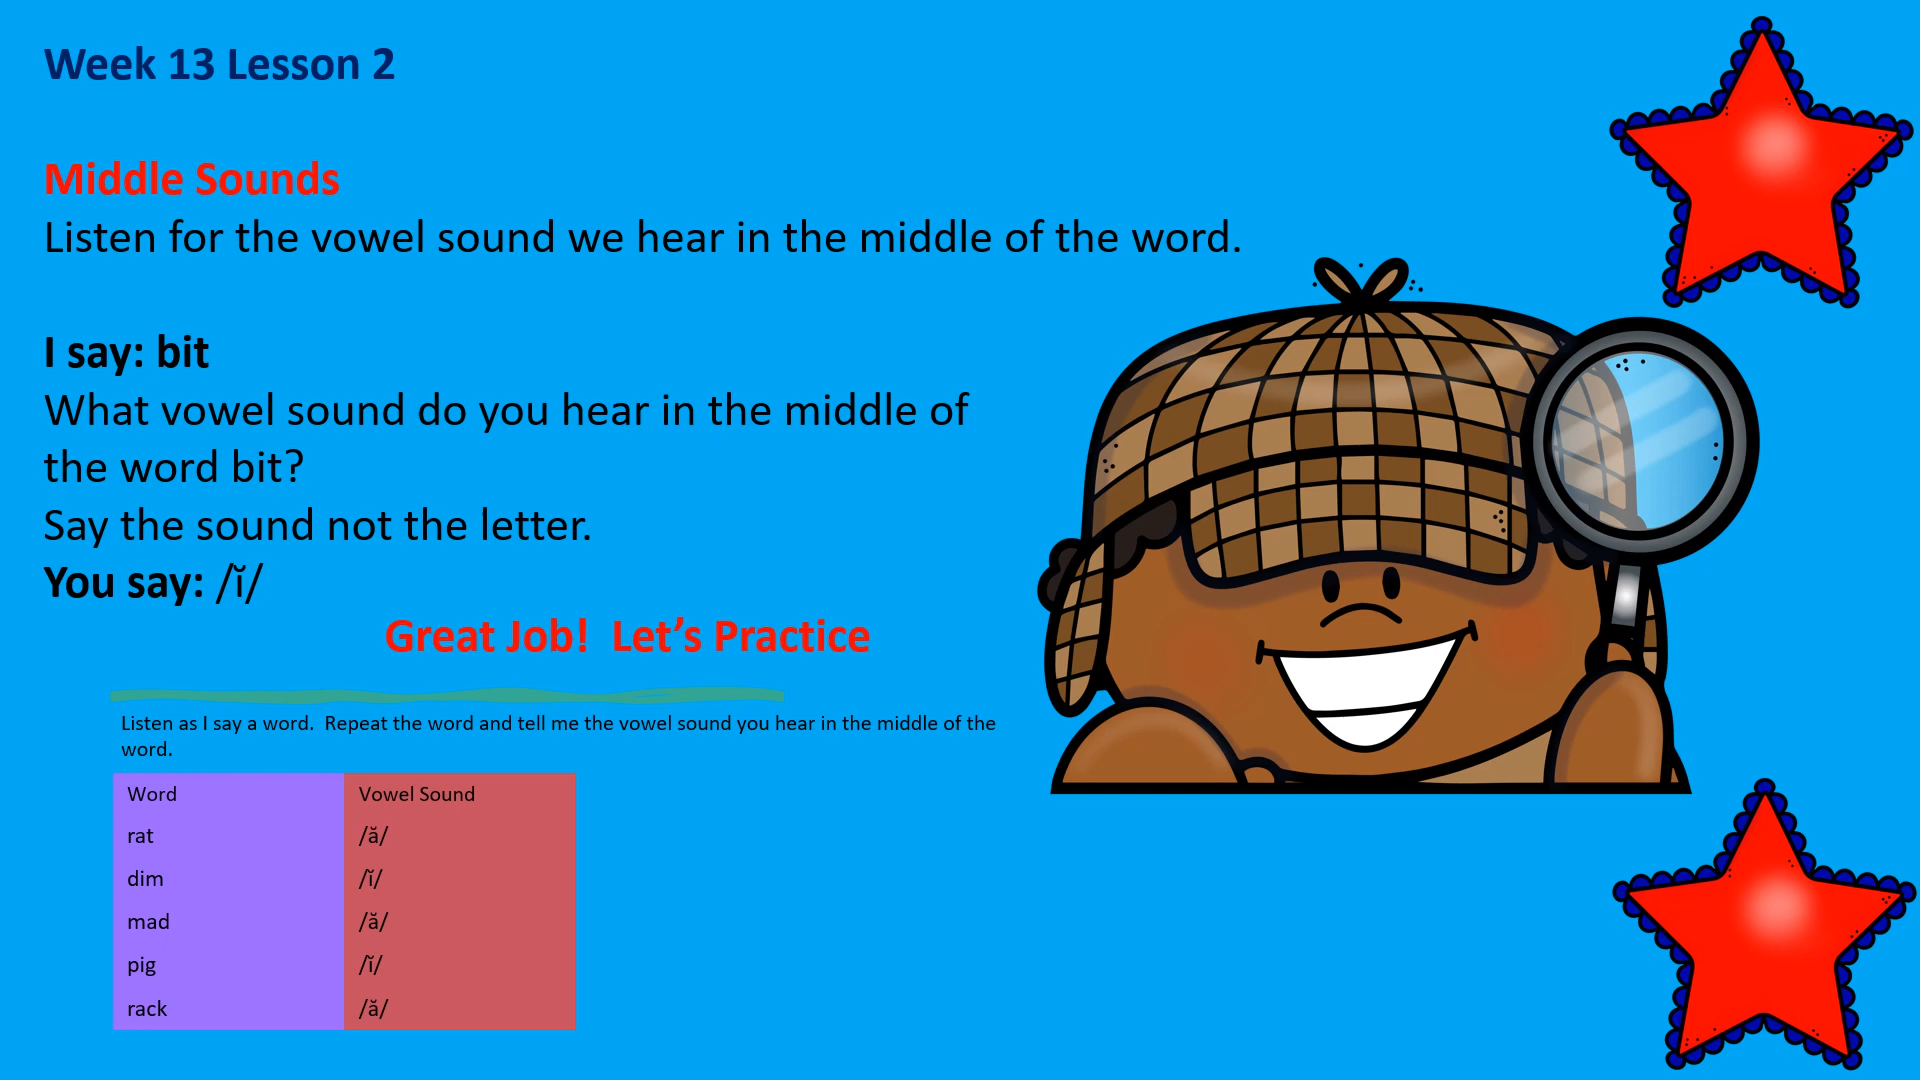 Week 13 Lesson 2
Middle Sounds
Listen for the vowel sound we hear in the middle of the word.
I say: bit
What vowel sound do you hear in the middle of
the word bit?
Say the sound not the letter.
You say: /ĭ/
Great Job!  Let’s Practice
Listen as I say a word.  Repeat the word and tell me the vowel sound you hear in the middle of the
word.
Word Vowel Sound
rat /ă/
dim /ĭ/
mad /ă/
pig /ĭ/
rack /ă/